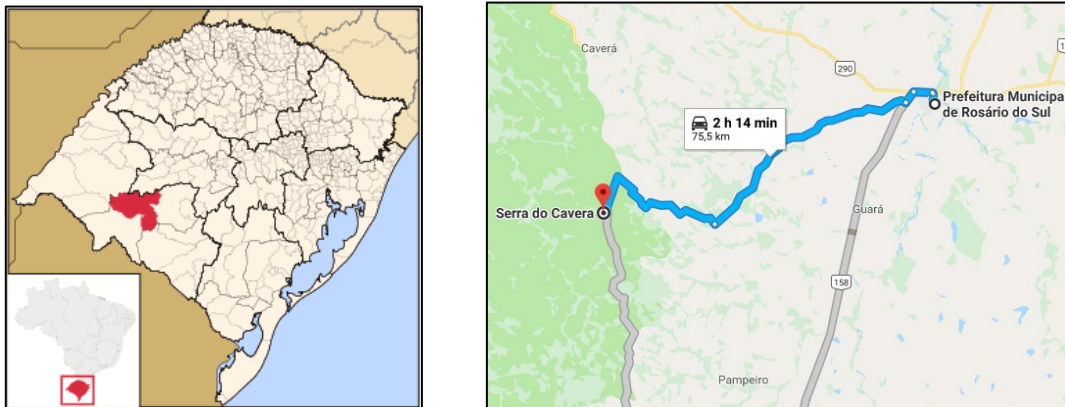 Caverá
290
1
Prefeitura Municipa
de Rosário do Sul
2 h 14 min
75,5 km
Serra do Cavera
Guará
158
Pampeiro